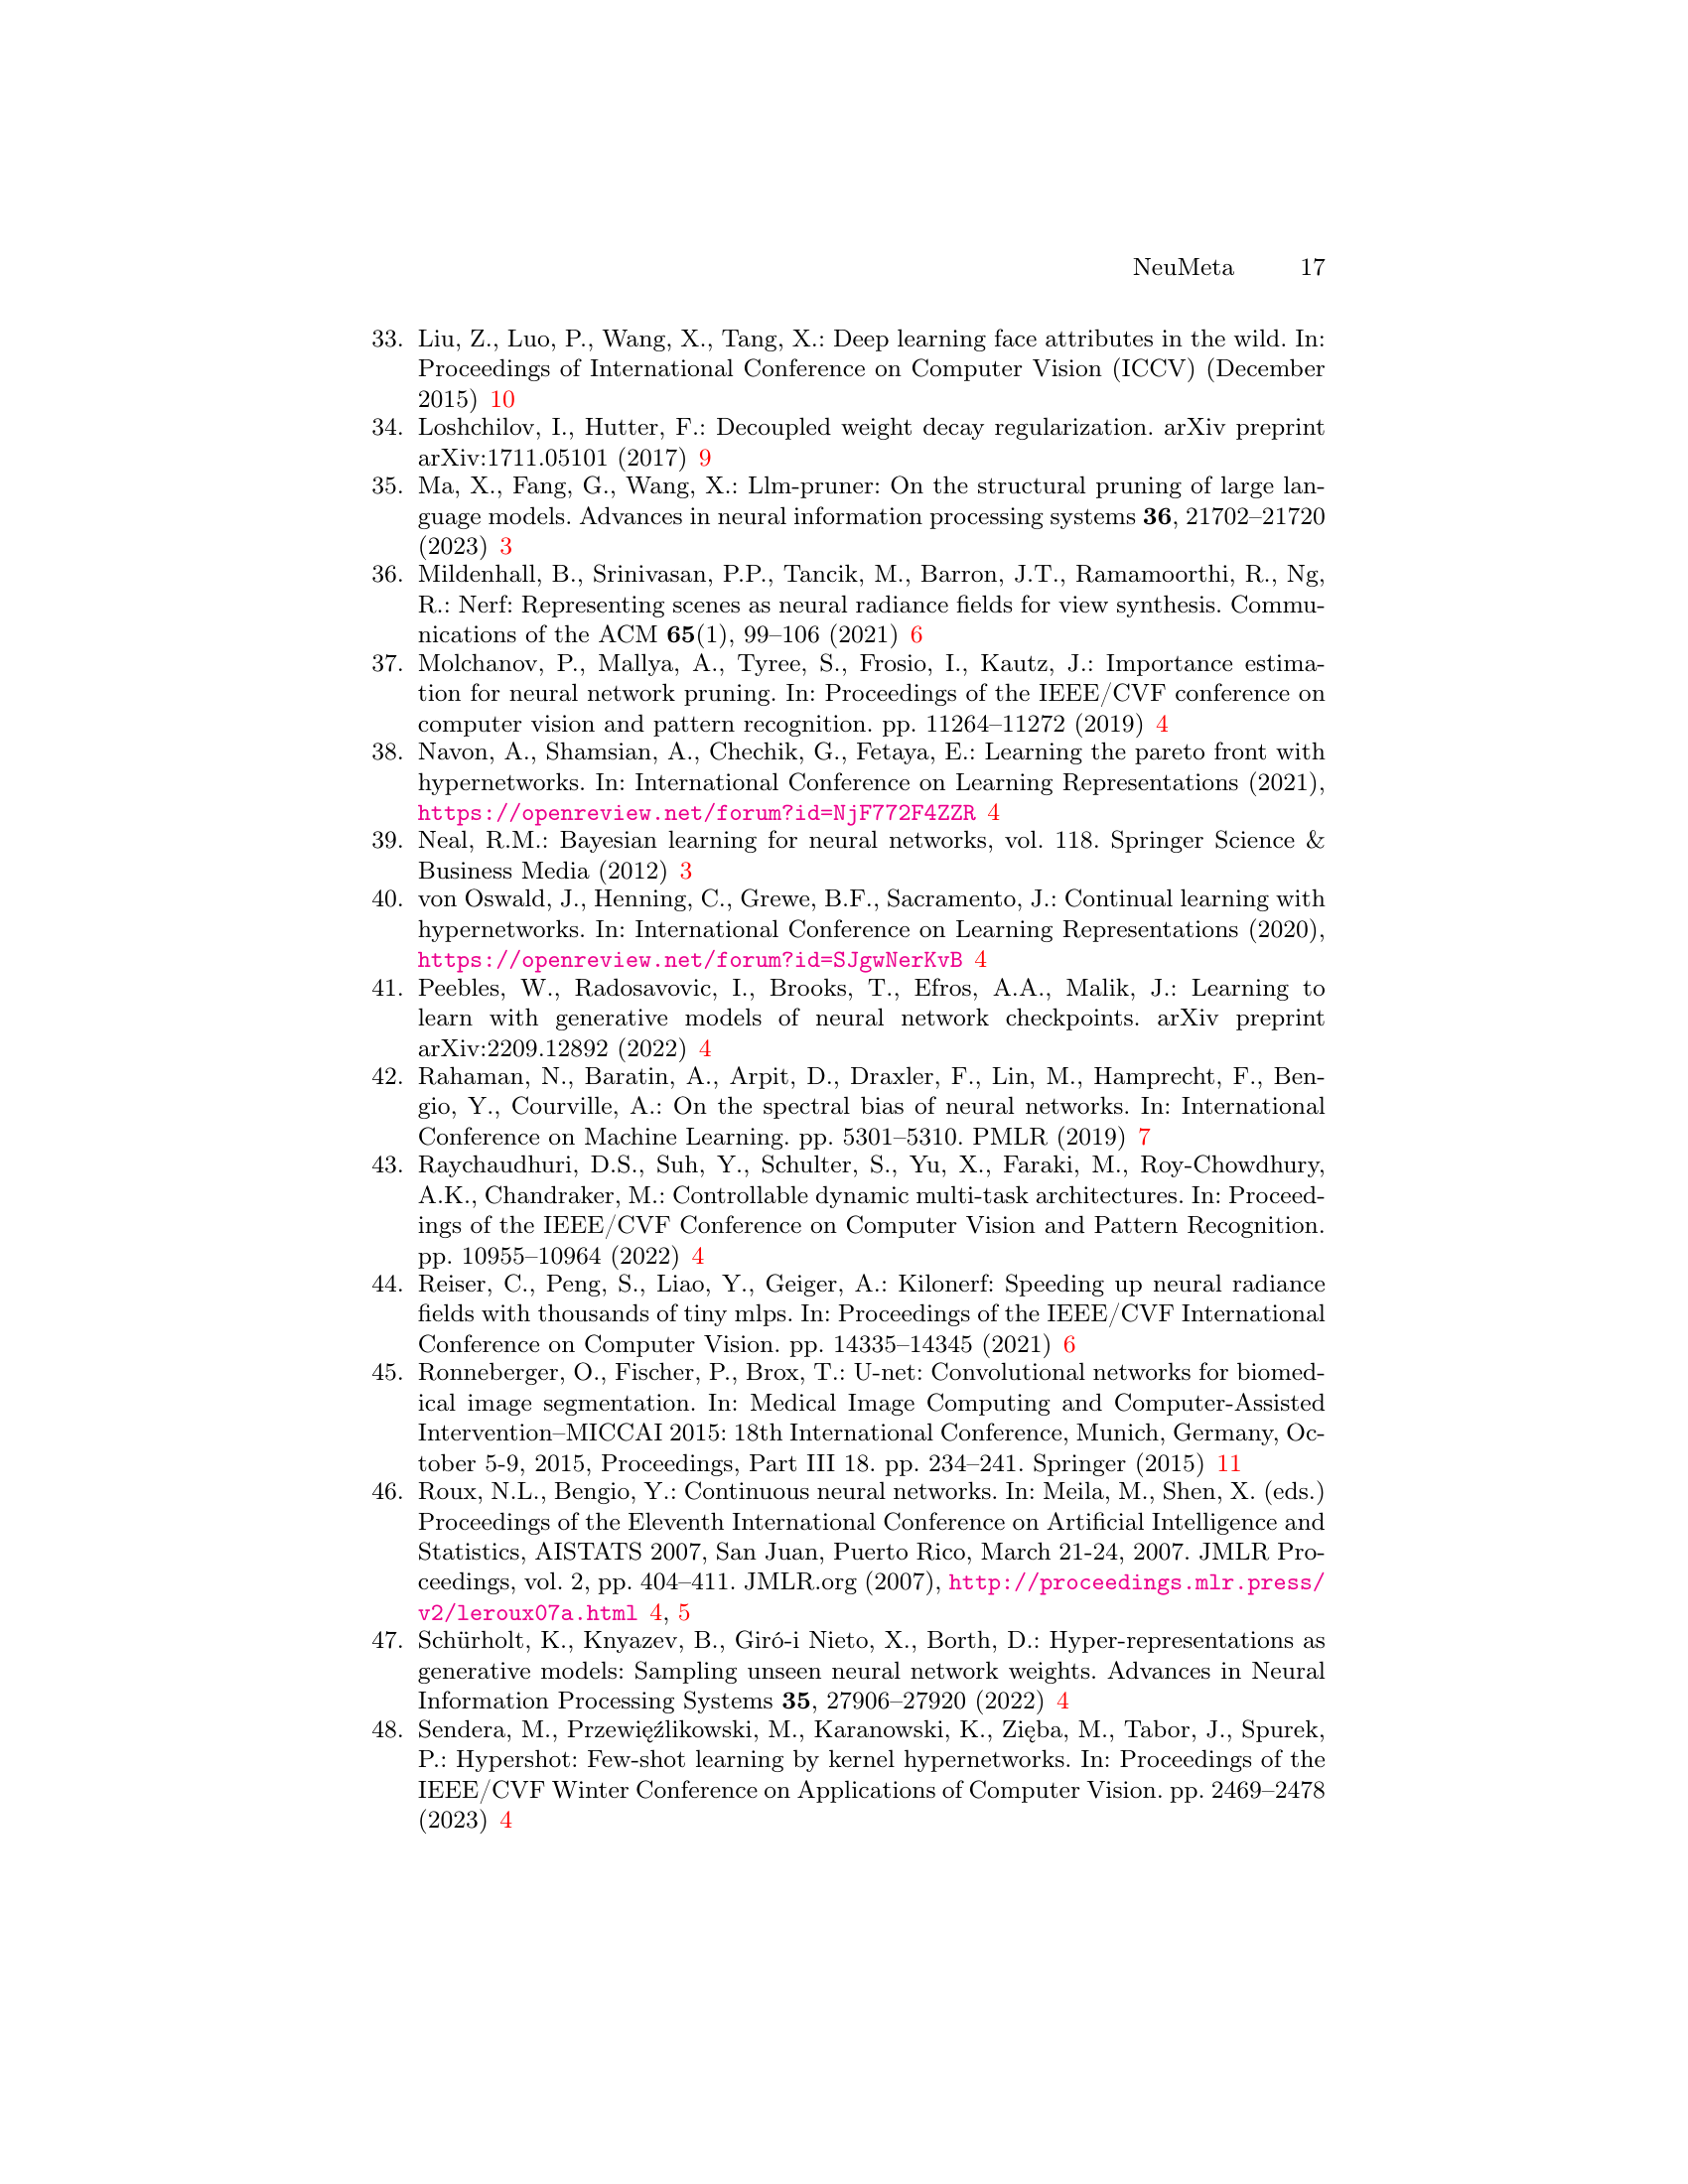 NeuMeta 17
33. Liu, Z., Luo, P., Wang, X., Tang, X.: Deep learning face attributes in the wild. In:
Proceedings of International Conference on Computer Vision (ICCV) (December
2015) 10
34. Loshchilov, I., Hutter, F.: Decoupled weight decay regularization. arXiv preprint
arXiv:1711.05101 (2017) 9
35. Ma, X., Fang, G., Wang, X.: Llm-pruner: On the structural pruning of large lan-
guage models. Advances in neural information processing systems 36, 21702–21720
(2023) 3
36. Mildenhall, B., Srinivasan, P.P., Tancik, M., Barron, J.T., Ramamoorthi, R., Ng,
R.: Nerf: Representing scenes as neural radiance fields for view synthesis. Commu-
nications of the ACM 65(1), 99–106 (2021) 6
37. Molchanov, P., Mallya, A., Tyree, S., Frosio, I., Kautz, J.: Importance estima-
tion for neural network pruning. In: Proceedings of the IEEE/CVF conference on
computer vision and pattern recognition. pp. 11264–11272 (2019) 4
38. Navon, A., Shamsian, A., Chechik, G., Fetaya, E.: Learning the pareto front with
hypernetworks. In: International Conference on Learning Representations (2021),
https://openreview.net/forum?id=NjF772F4ZZR 4
39. Neal, R.M.: Bayesian learning for neural networks, vol. 118. Springer Science &
Business Media (2012) 3
40. von Oswald, J., Henning, C., Grewe, B.F., Sacramento, J.: Continual learning with
hypernetworks. In: International Conference on Learning Representations (2020),
https://openreview.net/forum?id=SJgwNerKvB 4
41. Peebles, W., Radosavovic, I., Brooks, T., Efros, A.A., Malik, J.: Learning to
learn with generative models of neural network checkpoints. arXiv preprint
arXiv:2209.12892 (2022) 4
42. Rahaman, N., Baratin, A., Arpit, D., Draxler, F., Lin, M., Hamprecht, F., Ben-
gio, Y., Courville, A.: On the spectral bias of neural networks. In: International
Conference on Machine Learning. pp. 5301–5310. PMLR (2019) 7
43. Raychaudhuri, D.S., Suh, Y., Schulter, S., Yu, X., Faraki, M., Roy-Chowdhury,
A.K., Chandraker, M.: Controllable dynamic multi-task architectures. In: Proceed-
ings of the IEEE/CVF Conference on Computer Vision and Pattern Recognition.
pp. 10955–10964 (2022) 4
44. Reiser, C., Peng, S., Liao, Y., Geiger, A.: Kilonerf: Speeding up neural radiance
fields with thousands of tiny mlps. In: Proceedings of the IEEE/CVF International
Conference on Computer Vision. pp. 14335–14345 (2021) 6
45. Ronneberger, O., Fischer, P., Brox, T.: U-net: Convolutional networks for biomed-
ical image segmentation. In: Medical Image Computing and Computer-Assisted
Intervention–MICCAI 2015: 18th International Conference, Munich, Germany, Oc-
tober 5-9, 2015, Proceedings, Part III 18. pp. 234–241. Springer (2015) 11
46. Roux, N.L., Bengio, Y.: Continuous neural networks. In: Meila, M., Shen, X. (eds.)
Proceedings of the Eleventh International Conference on Artificial Intelligence and
Statistics, AISTATS 2007, San Juan, Puerto Rico, March 21-24, 2007. JMLR Pro-
ceedings, vol. 2, pp. 404–411. JMLR.org (2007), http://proceedings.mlr.press/
v2/leroux07a.html 4, 5
47. Schürholt, K., Knyazev, B., Giró-i Nieto, X., Borth, D.: Hyper-representations as
generative models: Sampling unseen neural network weights. Advances in Neural
Information Processing Systems 35, 27906–27920 (2022) 4
48. Sendera, M., Przewięźlikowski, M., Karanowski, K., Zięba, M., Tabor, J., Spurek,
P.: Hypershot: Few-shot learning by kernel hypernetworks. In: Proceedings of the
IEEE/CVF Winter Conference on Applications of Computer Vision. pp. 2469–2478
(2023) 4